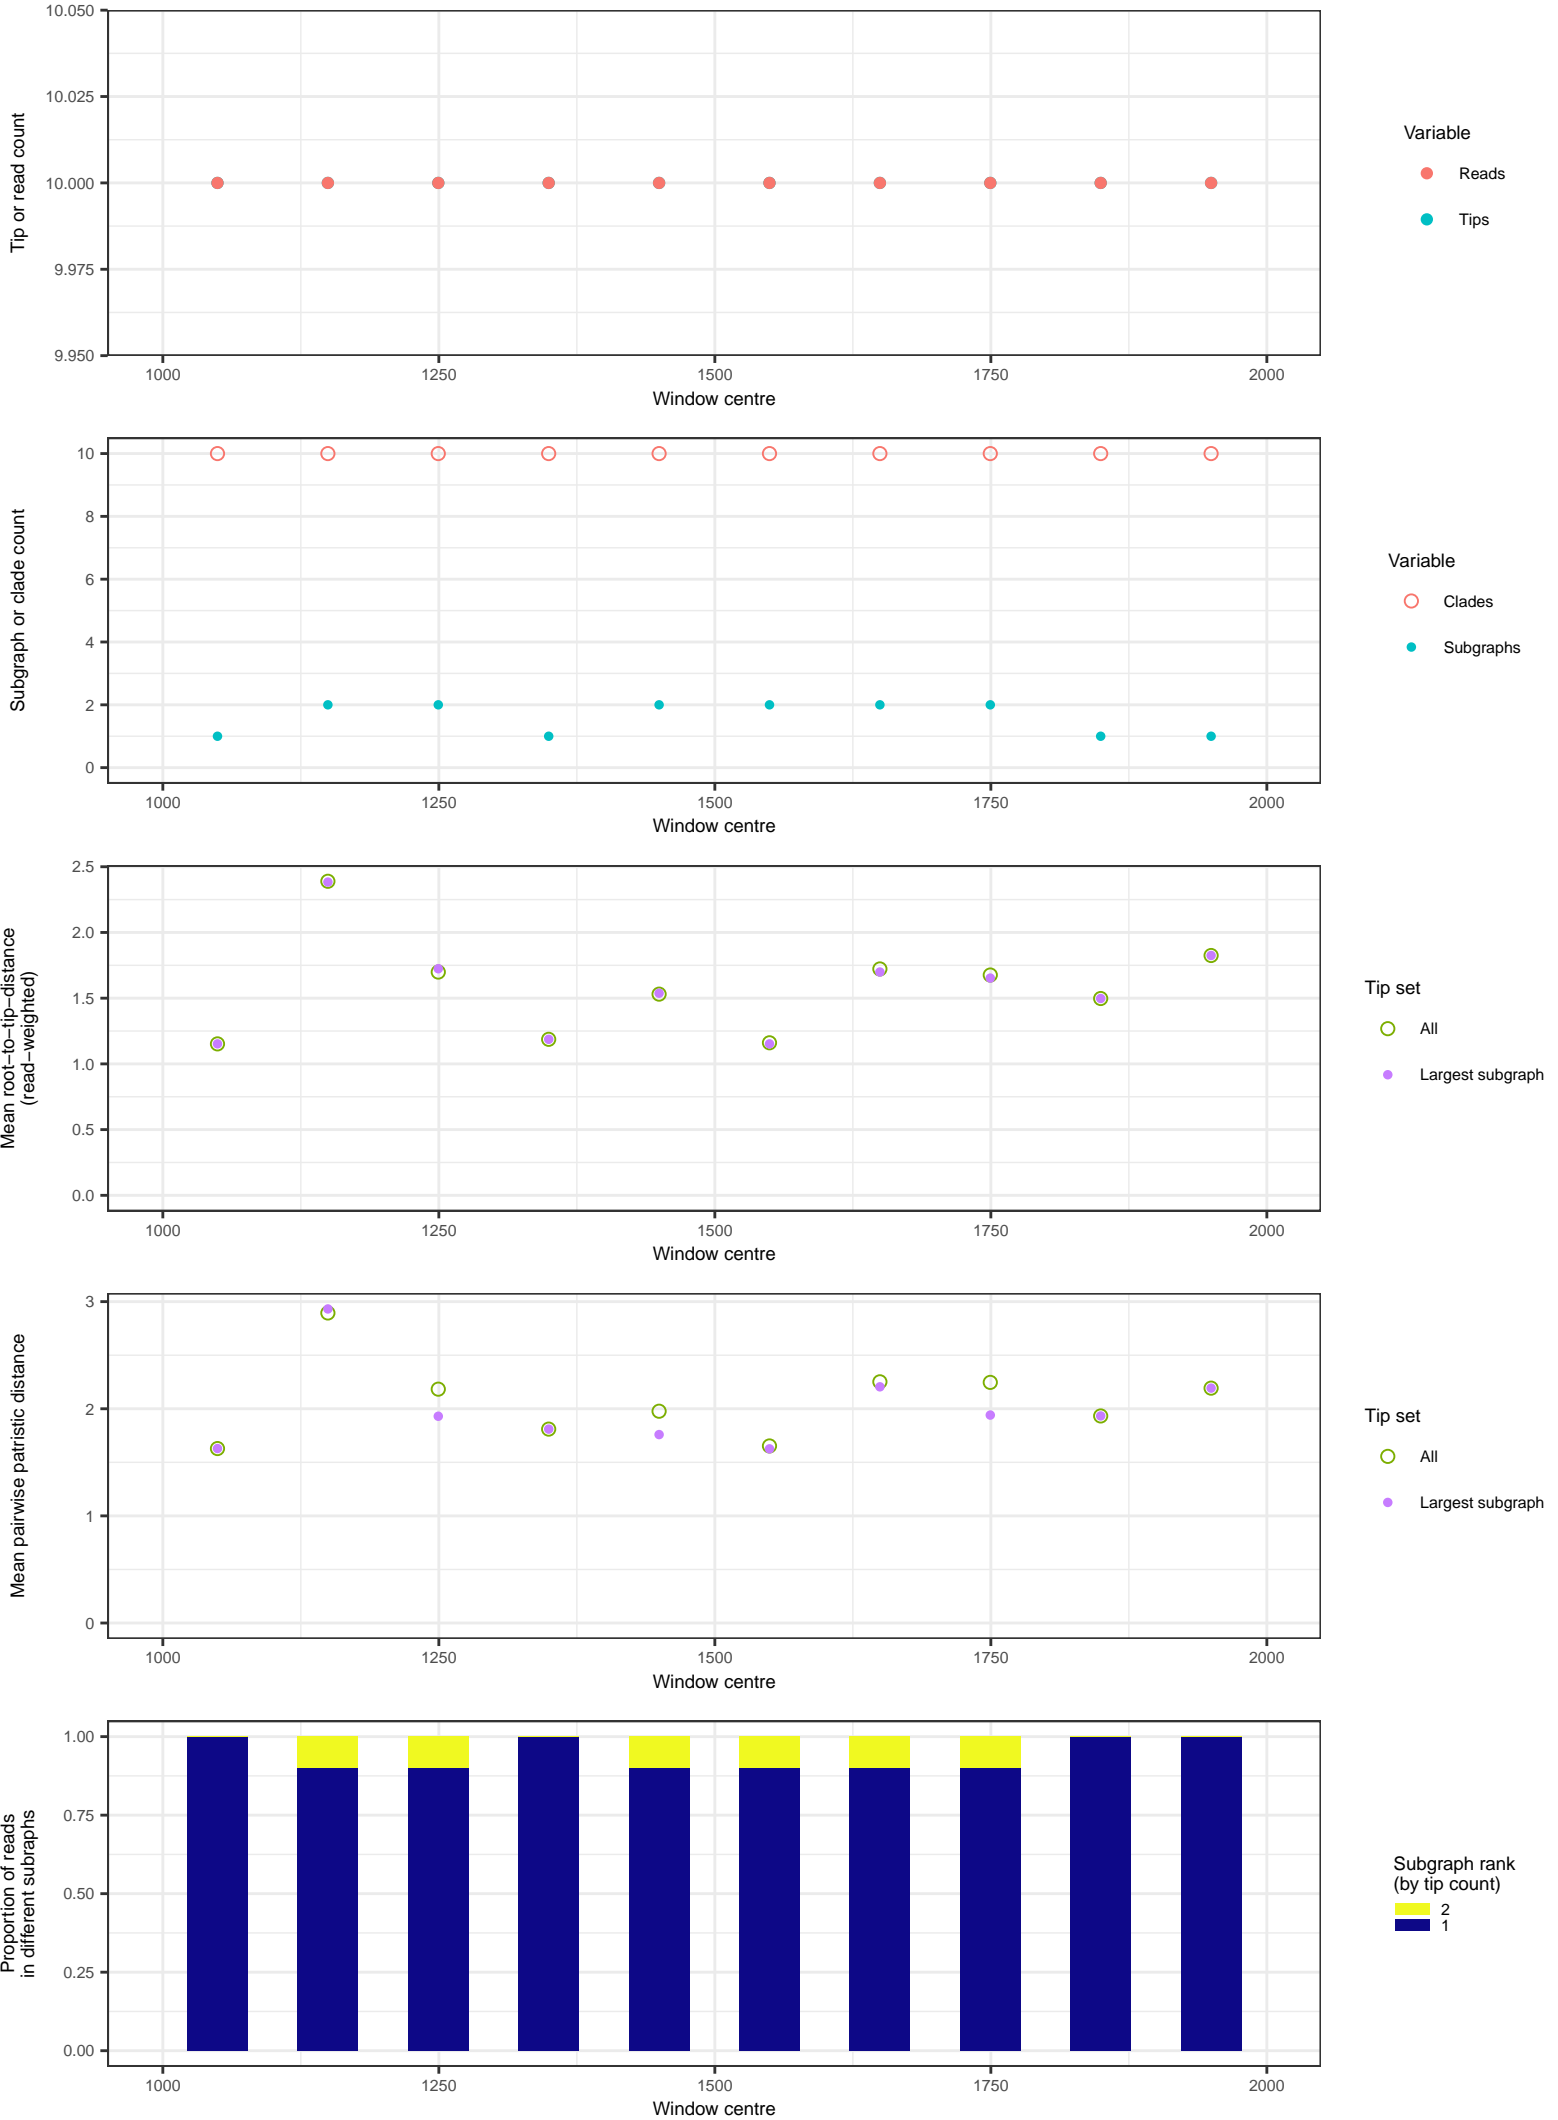 10.050
10.025
10.000
9.975
9.950
Tip or read count
1000 1250 1500 1750 2000
Window centre
Variable
Reads
Tips
10
8
6
4
2
0
Subgraph or clade count
1000 1250 1500 1750 2000
Window centre
Variable
Clades
Subgraphs
2.5
2.0
1.5
1.0
0.5
0.0
Mean root−to−tip−distance
(read−weighted)
1000 1250 1500 1750 2000
Window centre
Tip set
All
Largest subgraph
3
2
1
0
Mean pairwise patristic distance
1000 1250 1500 1750 2000
Window centre
Tip set
All
Largest subgraph
1.00
0.75
0.50
0.25
0.00
Proportion of reads
in different subraphs
1000 1250 1500 1750 2000
Window centre
Subgraph rank
(by tip count)
2
1